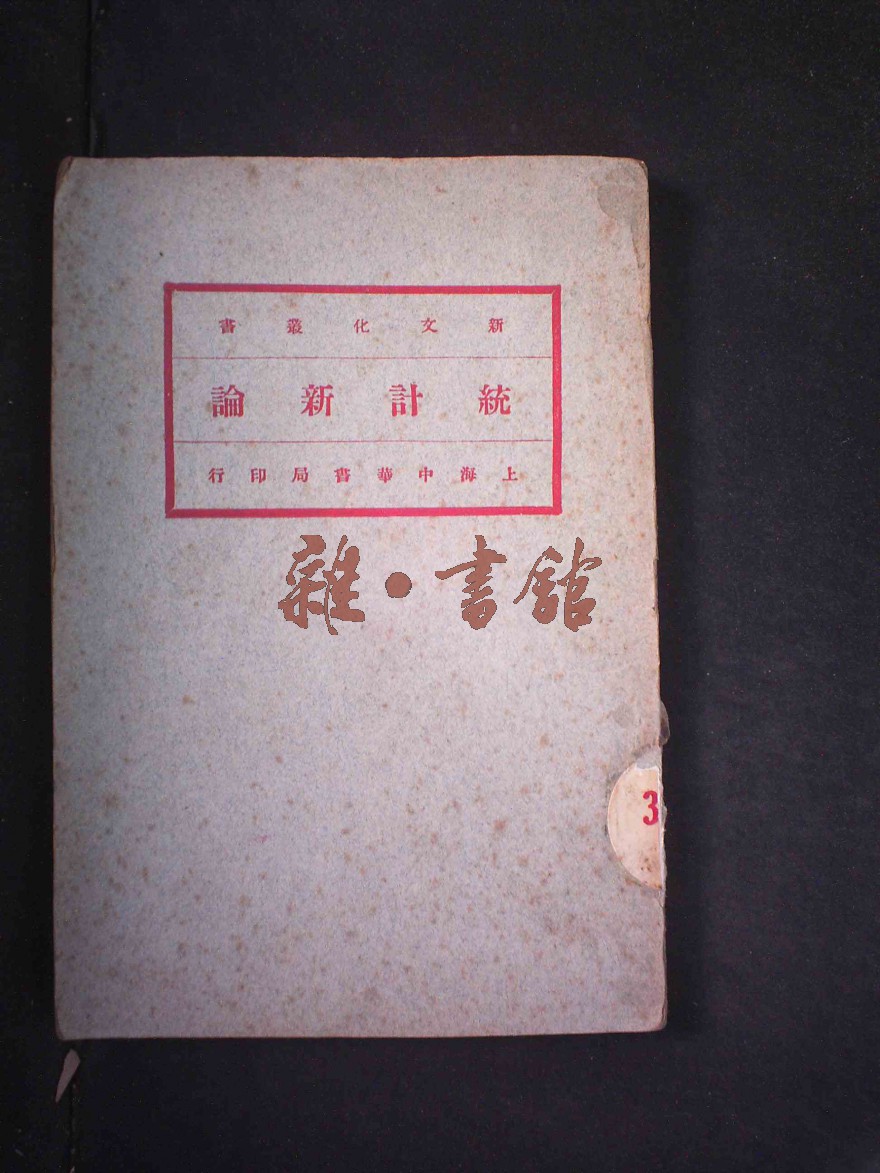 新文化叢書
統計新論
上海中華書局印行
雜·書館
3